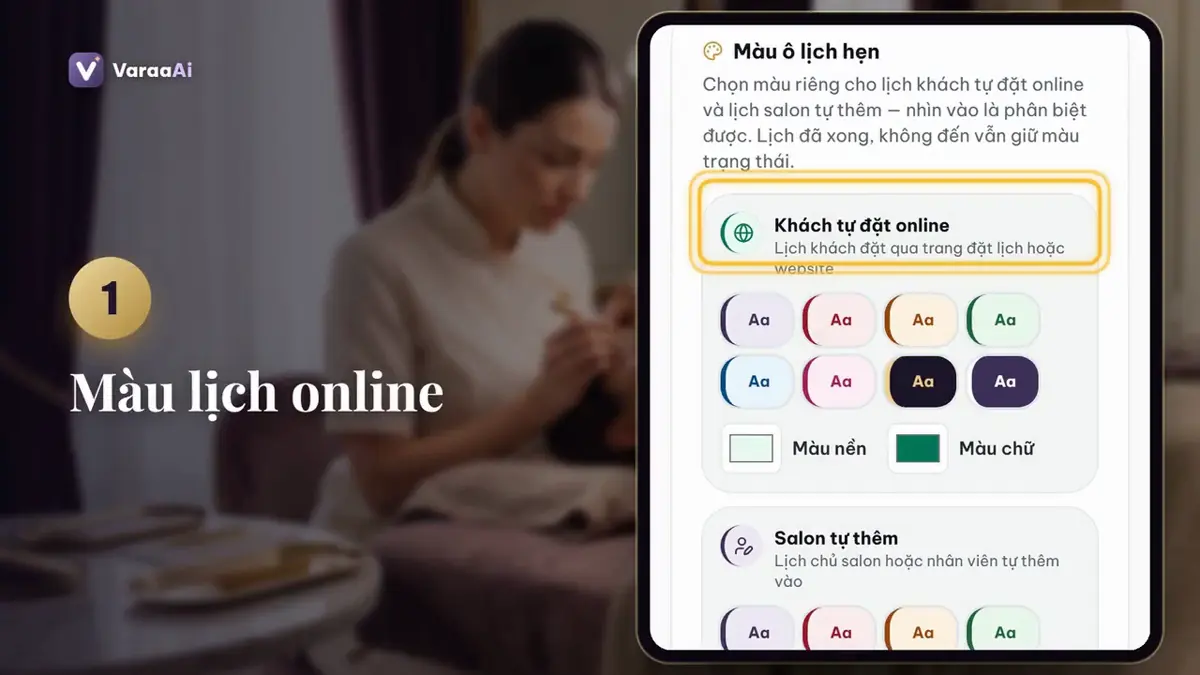 VaraaAi
1
Màu lịch online
Màu ô lịch hẹn
Chọn màu riêng cho lịch khách tự đặt online
và lịch salon tự thêm — nhìn vào là phân biệt
được. Lịch đã xong, không đến vẫn giữ màu
trạng thái.
Khách tự đặt online
Lịch khách đặt qua trang đặt lịch hoặc
website
Aa Aa Aa Aa
Aa Aa Aa Aa
Màu nền Màu chữ
Salon tự thêm
Lịch chủ salon hoặc nhân viên tự thêm
vào
Aa Aa Aa Aa